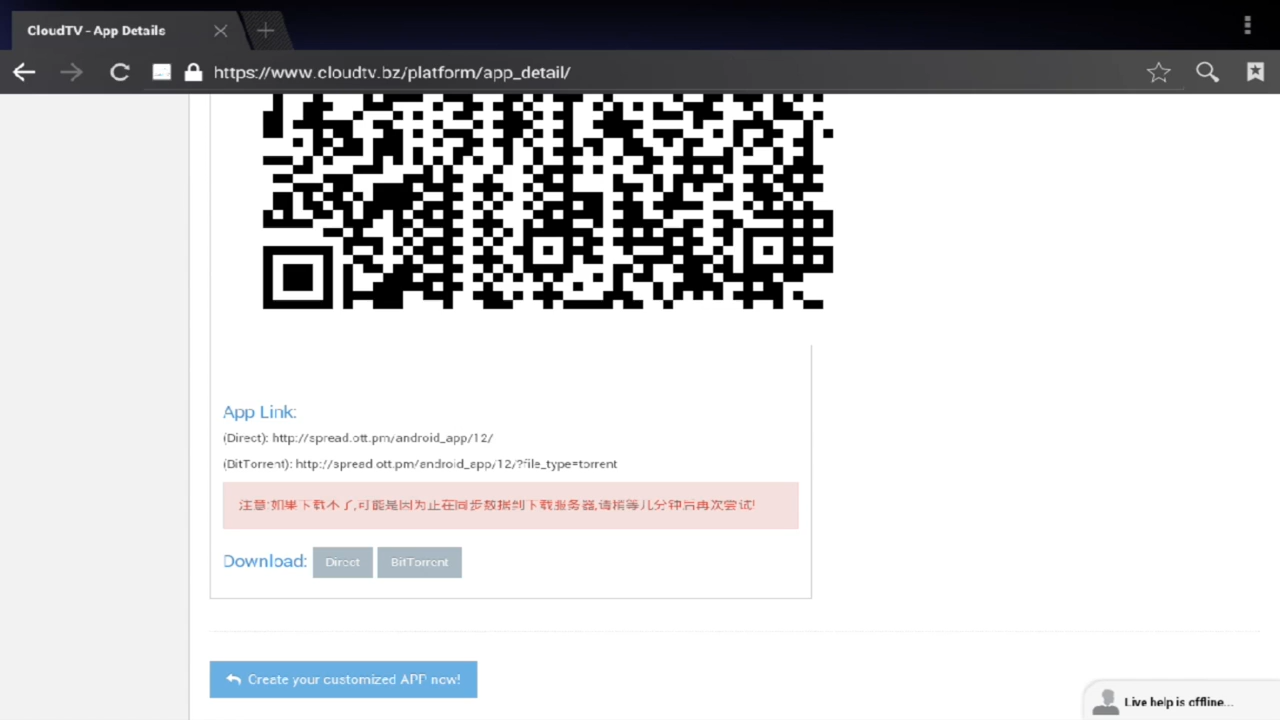 CloudTV - App Details
https://www.cloudtv.bz/platform/app_detail/
App Link:
(Direct): http://spread.ott.pm/android_app/12/
(BitTorrent): http://spread.ott.pm/android_app/12/?file_type=torrent
注意:如果下载不了,可能是因为正在同步数据到下载服务器,请稍等几分钟后再次尝试!
Download: Direct BitTorrent
Create your customized APP now!
Live help is offline...